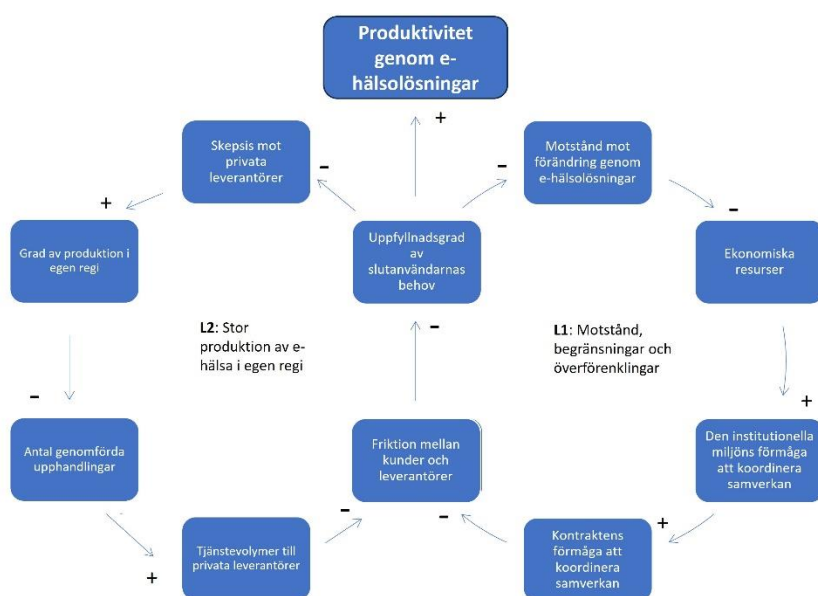 Produktivitet
genom e-
hälsolösningar
+
Skepsis mot
privata
leverantörer
–
–
Motstånd mot
förändring genom
e-hälsolösningar
+
–
Grad av produktion i
egen regi
Uppfyllnadsgrad
av
slutanvändarnas
behov
Ekonomiska
resurser
L2: Stor
produktion av e-
hälsa i egen regi
–
L1: Motstånd,
begränsningar och
överförenklingar
–
+
Antal genomförda
upphandlingar
Friktion mellan
kunder och
leverantörer
Den institutionella
miljöns förmåga
att koordinera
samverkan
–
–
+
+
Tjänstevolymer till
privata leverantörer
Kontraktens
förmåga att
koordinera
samverkan